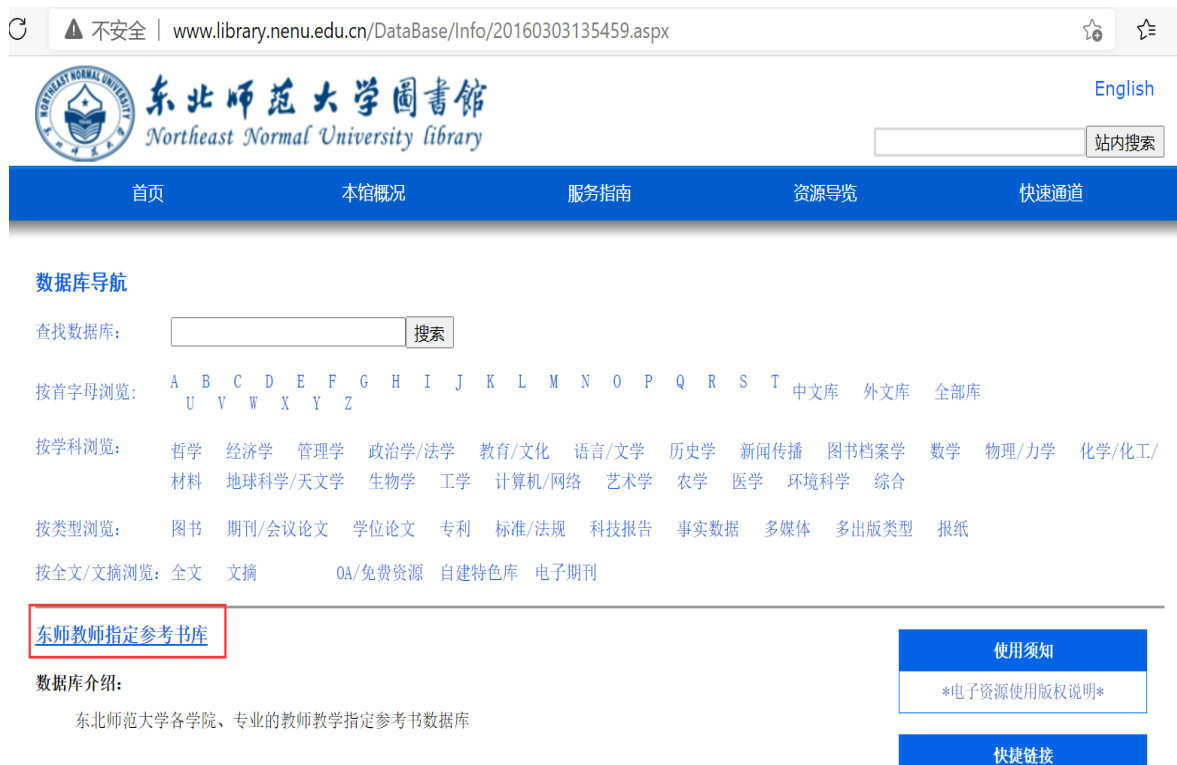 不安全 | www.library.nenu.edu.cn/DataBase/Info/20160303135459.aspx
NORTHEAST NORMAL UNIVERSITY
东北师范大学
东北师范大学圖書館
Northeast Normal University library
English
站内搜索
首页 本馆概况 服务指南 资源导览 快速通道
数据库导航
查找数据库: 搜索
按首字母浏览: A B C D E F G H I J K L M N O P Q R S T 中文库 外文库 全部库
U V W X Y Z
按学科浏览: 哲学 经济学 管理学 政治学/法学 教育/文化 语言/文学 历史学 新闻传播 图书档案学 数学 物理/力学 化学/化工/
材料 地球科学/天文学 生物学 工学 计算机/网络 艺术学 农学 医学 环境科学 综合
按类型浏览: 图书 期刊/会议论文 学位论文 专利 标准/法规 科技报告 事实数据 多媒体 多出版类型 报纸
按全文/文摘浏览: 全文 文摘 OA/免费资源 自建特色库 电子期刊
东师教师指定参考书库
使用须知
数据库介绍:
*电子资源使用版权说明*
东北师范大学各学院、专业的教师教学指定参考书数据库
快捷链接